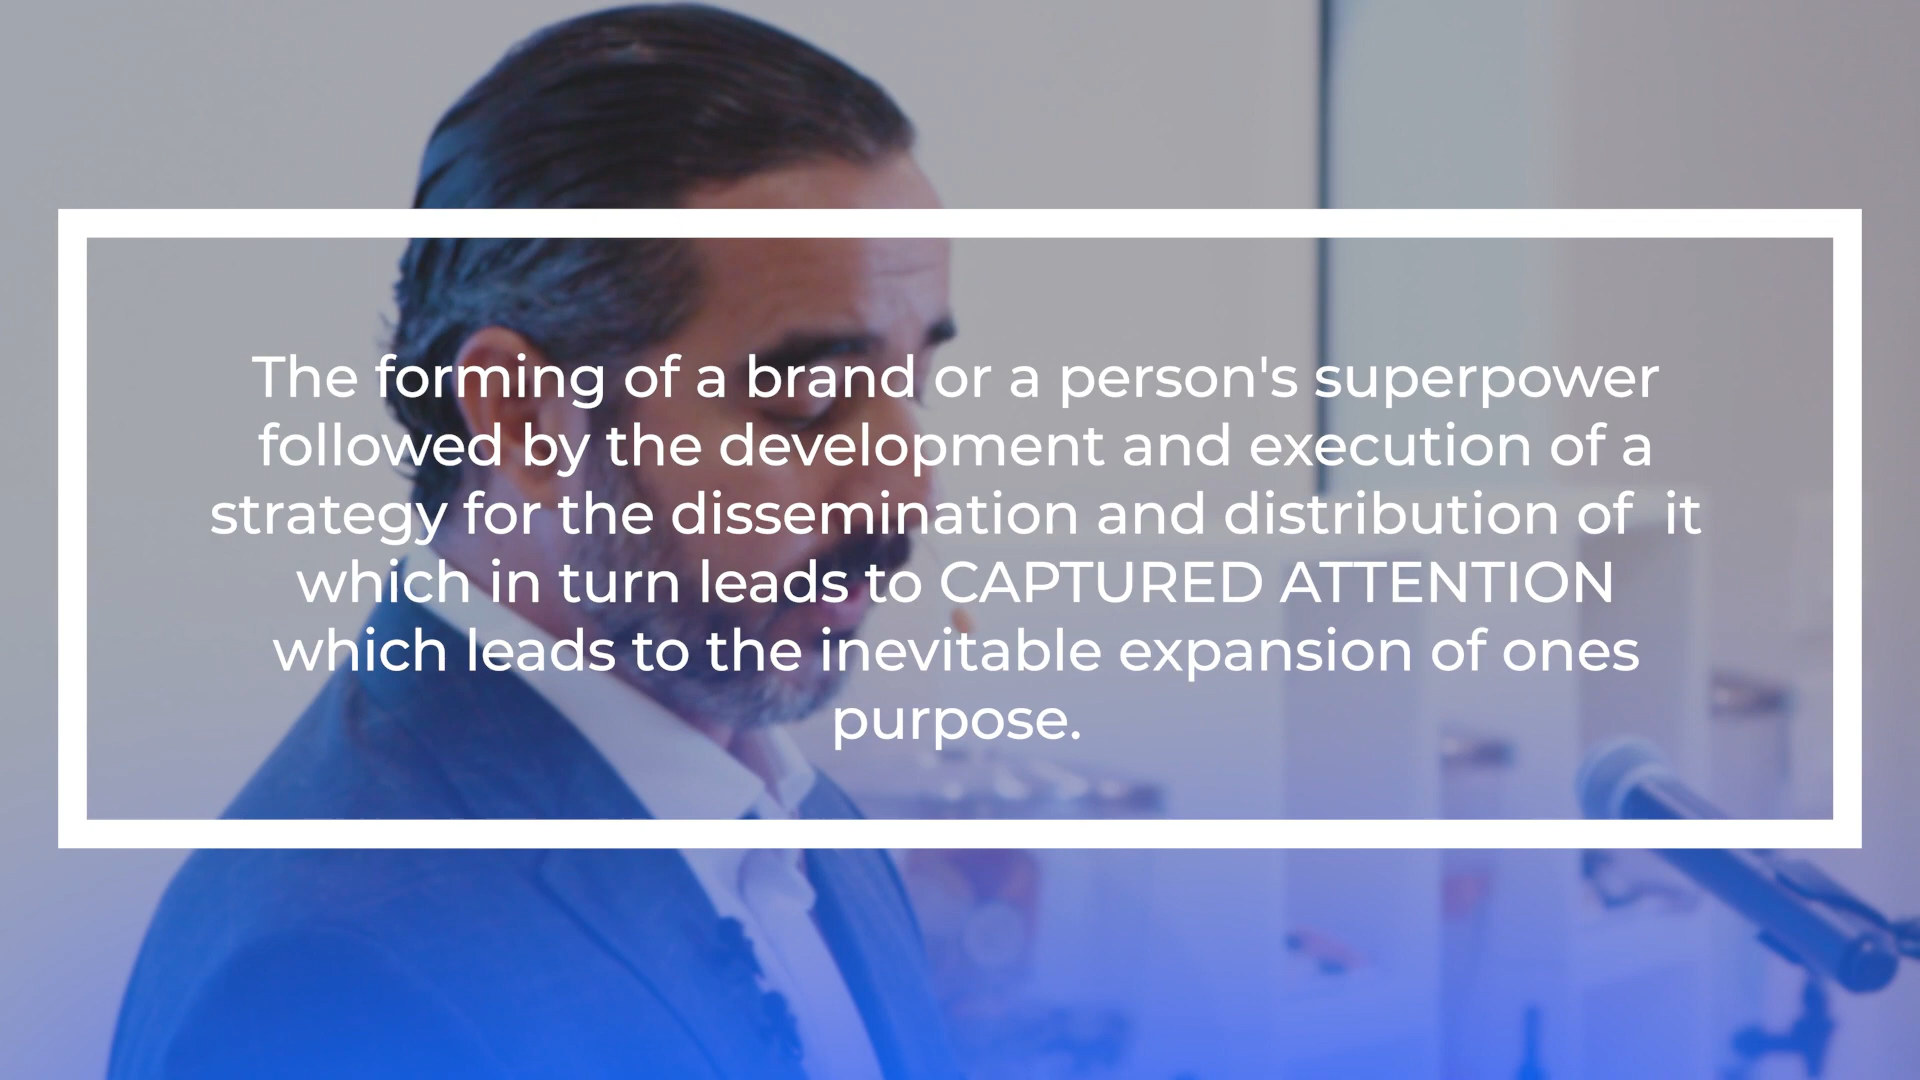 The forming of a brand or a person's superpower
followed by the development and execution of a
strategy for the dissemination and distribution of  it
which in turn leads to CAPTURED ATTENTION
which leads to the inevitable expansion of ones
purpose.